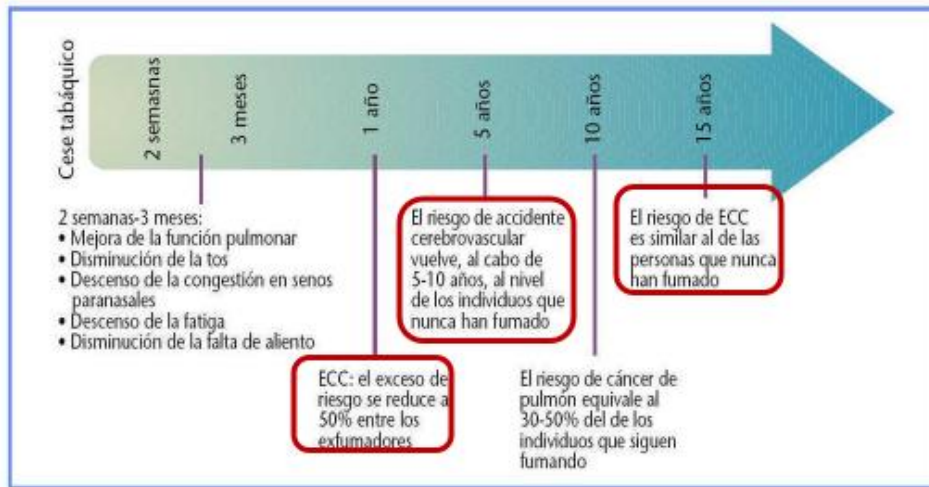 Cese tabáquico
2 semasnas
3 meses
1 año
5 años
10 años
15 años
2 semanas-3 meses:
• Mejora de la función pulmonar
• Disminución de la tos
• Descenso de la congestión en senos
paranasales
• Descenso de la fatiga
• Disminución de la falta de aliento
ECC: el exceso de
riesgo se reduce a
50% entre los
exfumadores
El riesgo de accidente
cerebrovascular
vuelve, al cabo de
5-10 años, al nivel
de los individuos que
nunca han fumado
El riesgo de cáncer de
pulmón equivale al
30-50% del de los
individuos que siguen
fumando
El riesgo de ECC
es similar al de las
personas que nunca
han fumado